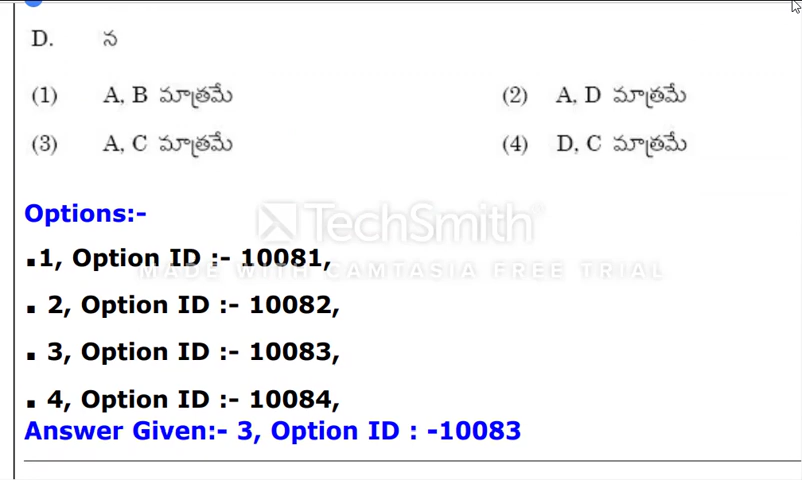 D. న
(1) A, B మాత్రమే (2) A, D మాత్రమే
(3) A, C మాత్రమే (4) D, C మాత్రమే
Options:-
TechSmith
▪1, Option ID :- 10081,
MADE WITH CAMTASIA FREE TRIAL
▪ 2, Option ID :- 10082,
▪ 3, Option ID :- 10083,
▪ 4, Option ID :- 10084,
Answer Given:- 3, Option ID : -10083